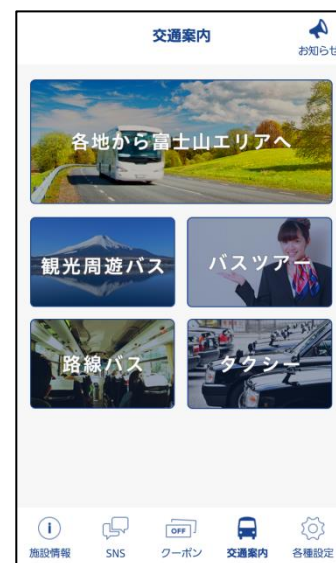 交通案内
お知らせ
各地から富士山エリアへ
観光周遊バス
バスツアー
路線バス
タクシー
OFF
施設情報
SNS
クーポン
交通案内
各種設定